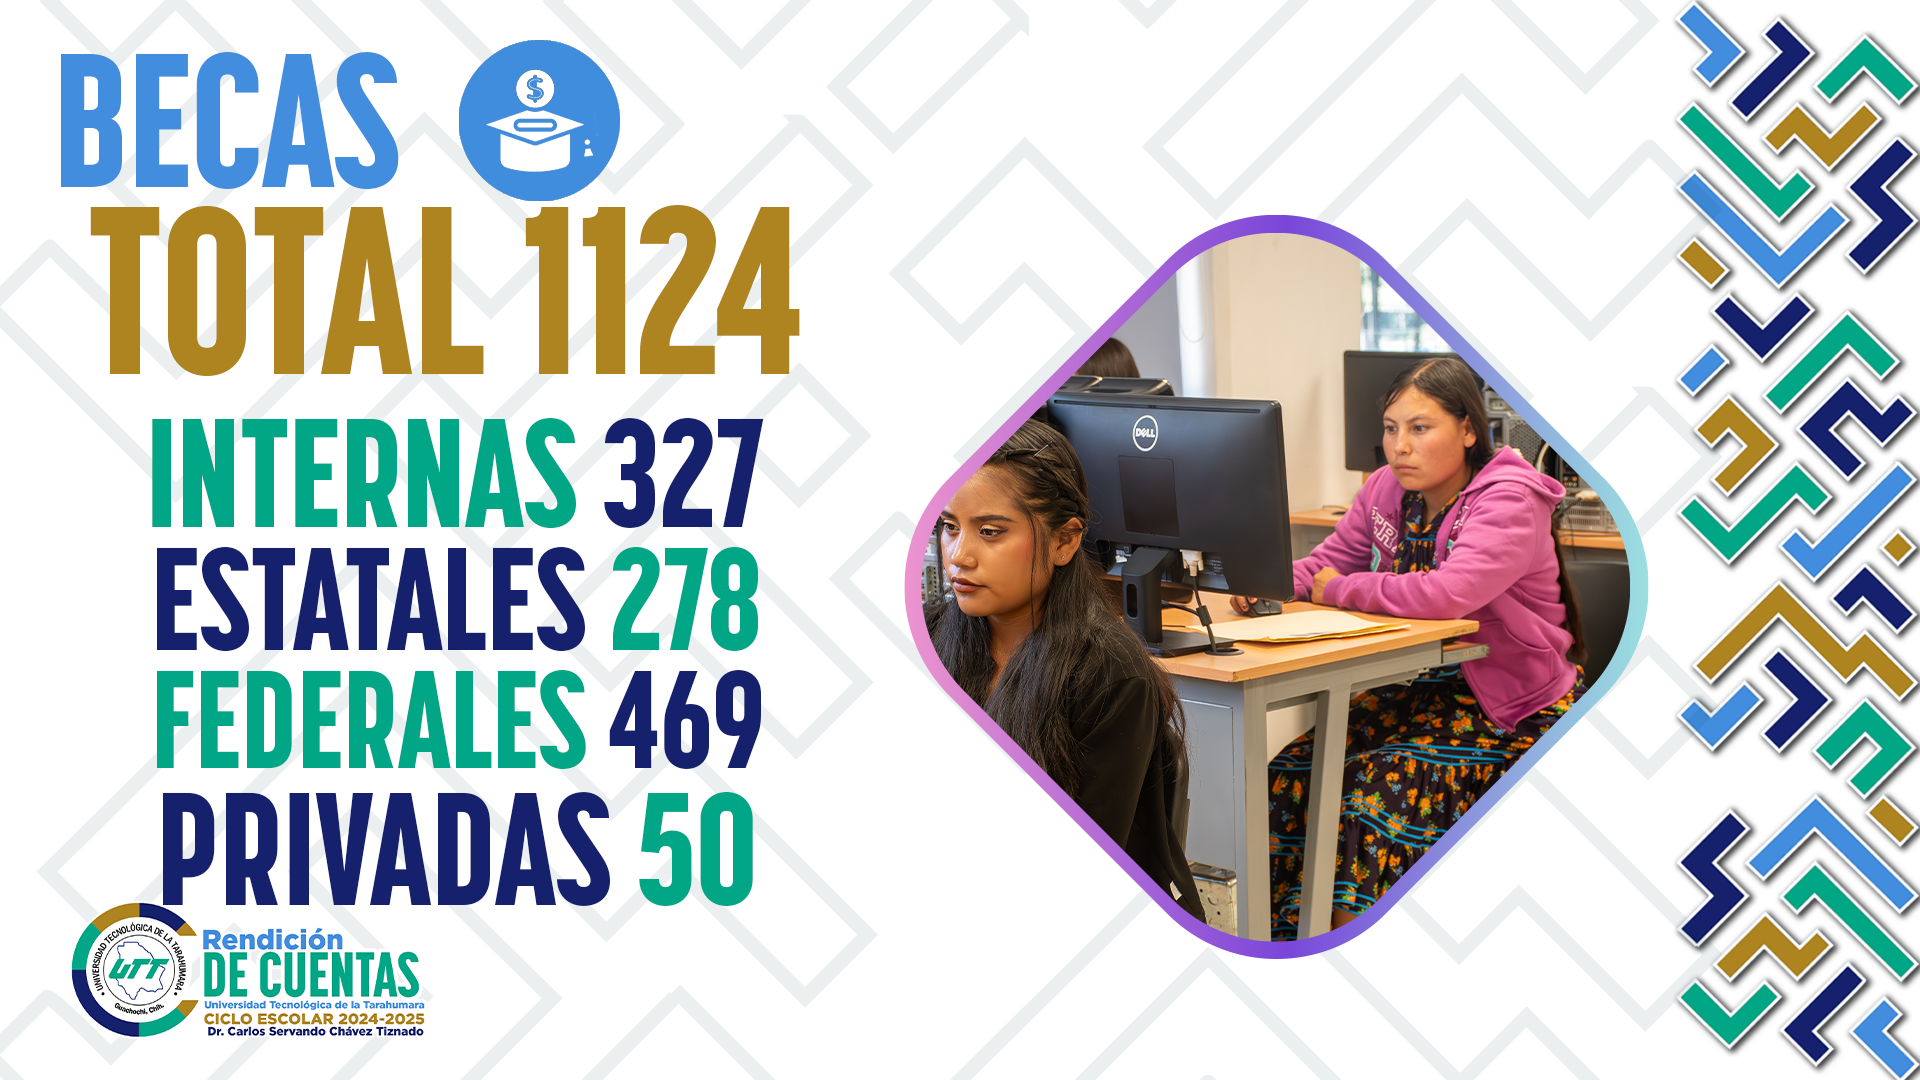 BECAS
$
TOTAL 1124
INTERNAS 327
ESTATALES 278
FEDERALES 469
PRIVADAS 50
DELL
UNIVERSIDAD TECNOLÓGICA DE LA TARAHUMARA
UTT
Guachochi, Chih.
Rendición
DE CUENTAS
Universidad Tecnológica de la Tarahumara
CICLO ESCOLAR 2024-2025
Dr. Carlos Servando Chávez Tiznado